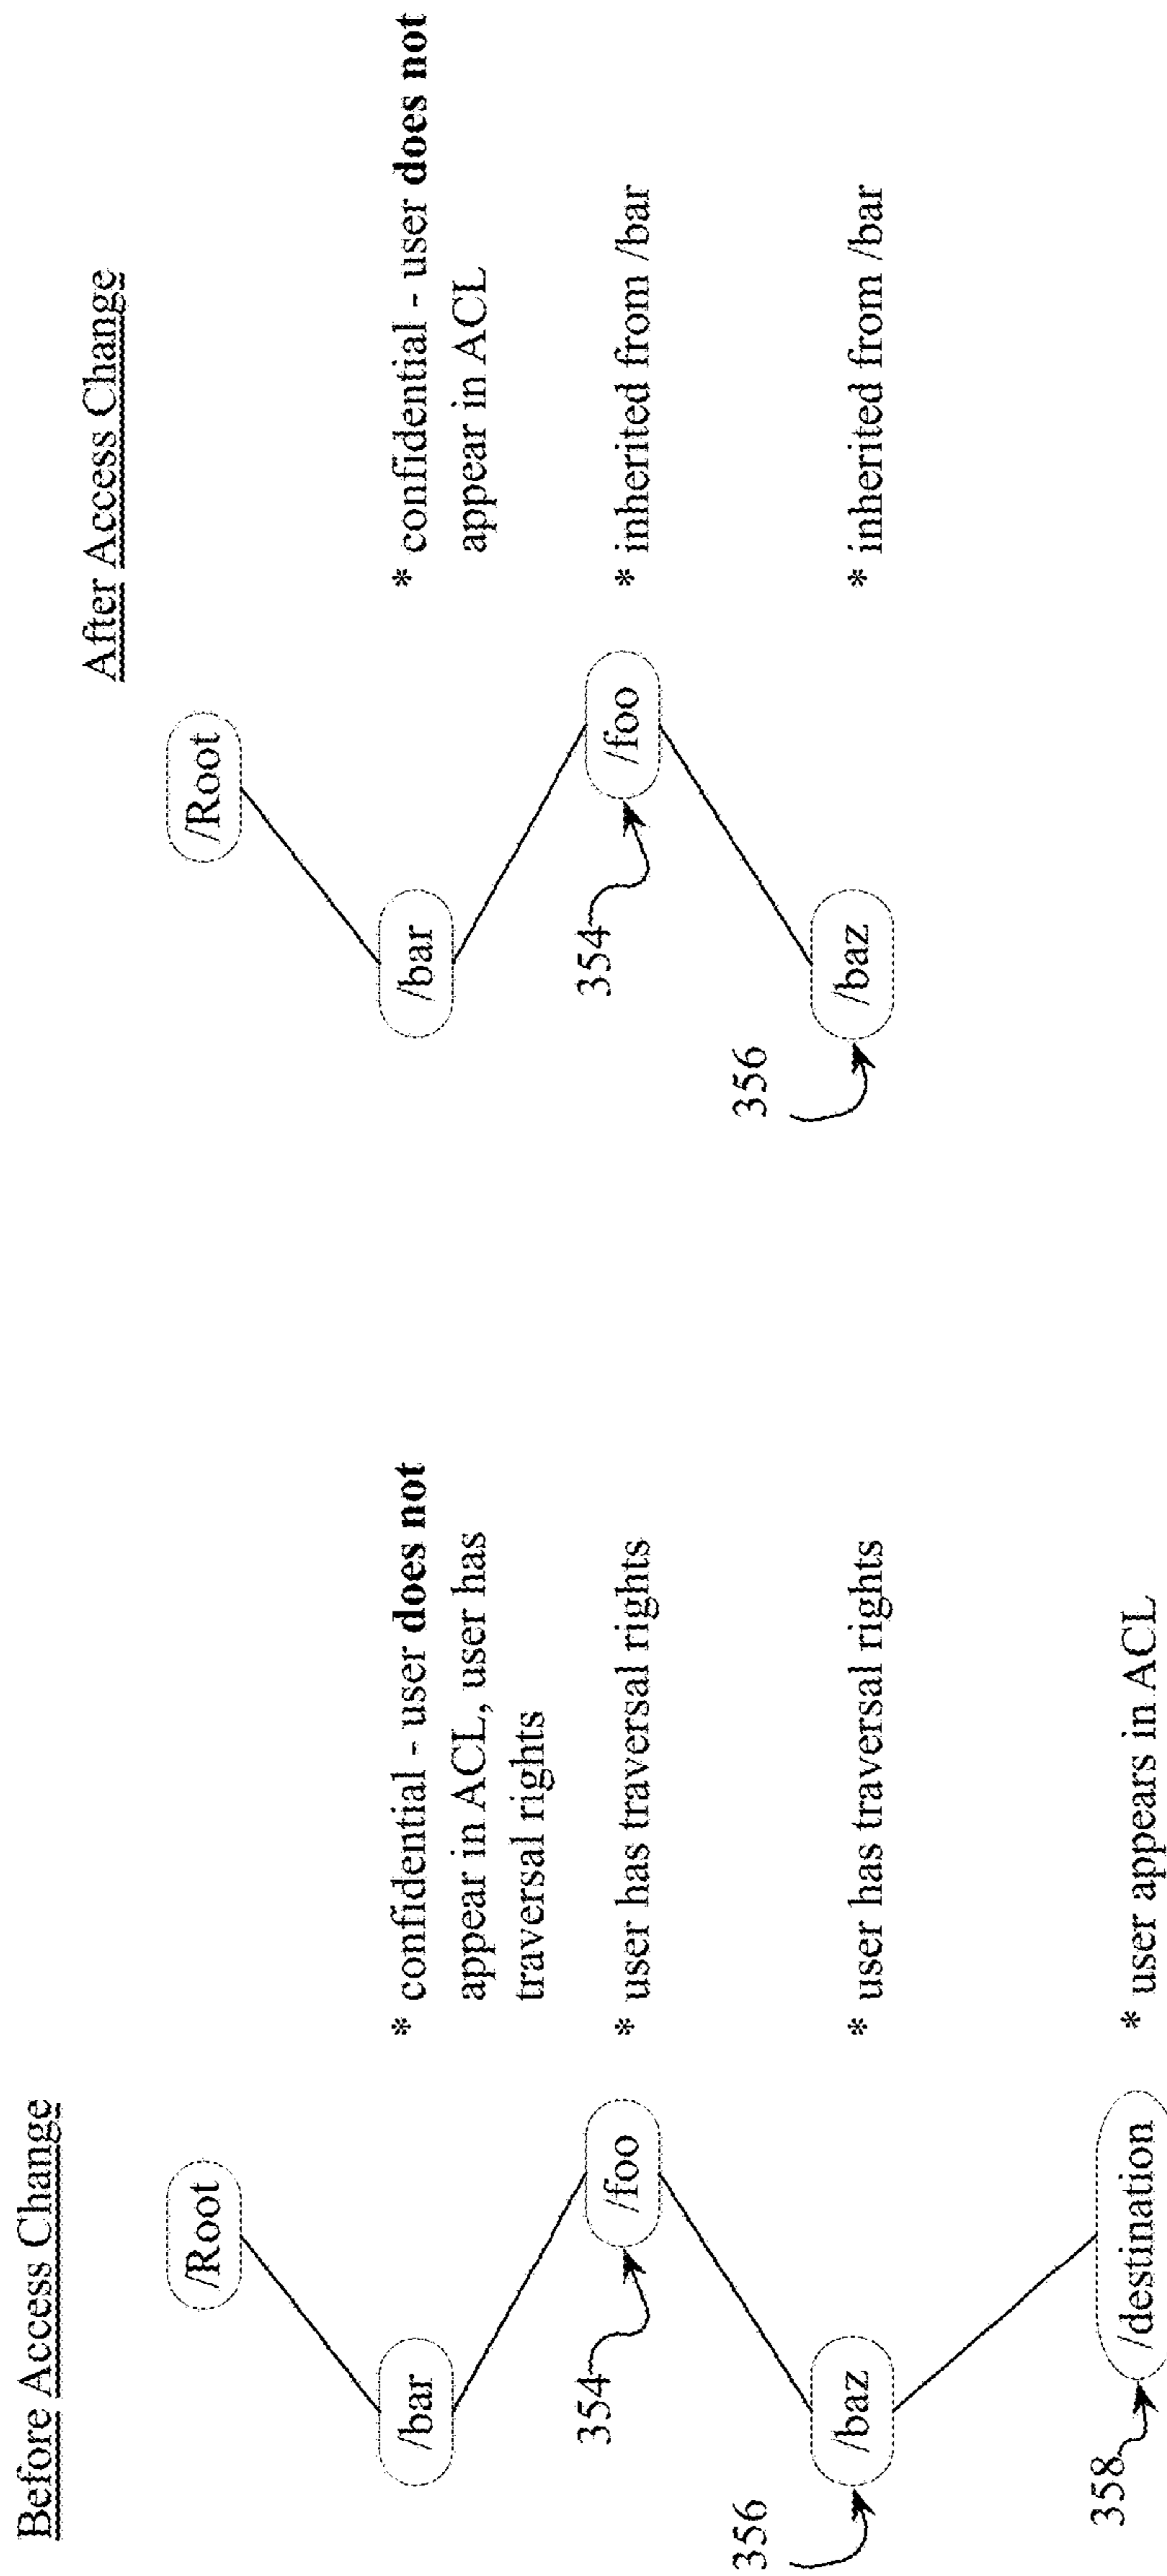 Before Access Change
/Root
/bar
* confidential - user does not
appear in ACL, user has
traversal rights
/foo
354
* user has traversal rights
/baz
356
* user has traversal rights
/destination
358
* user appears in ACL
After Access Change
/Root
/bar
* confidential - user does not
appear in ACL
/foo
354
* inherited from /bar
/baz
356
* inherited from /bar